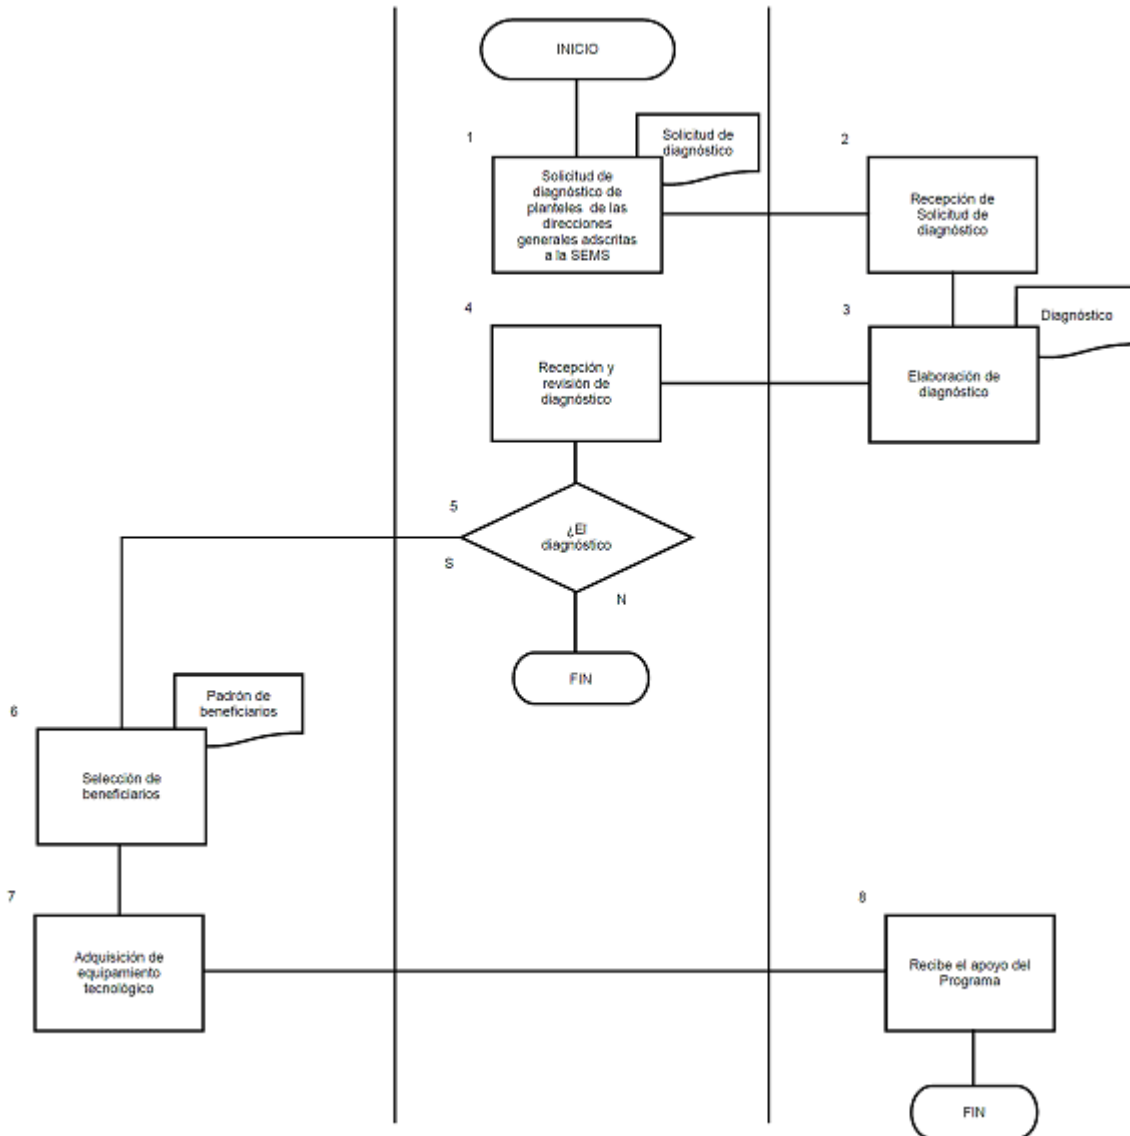 INICIO
1
Solicitud de
diagnóstico
Solicitud de
diagnóstico de
planteles de las
direcciones
generales adscritas
a la SEMS
2
Recepción de
Solicitud de
diagnóstico
3
Diagnóstico
Elaboración de
diagnóstico
4
Recepción y
revisión de
diagnóstico
5
¿El
diagnóstico
S
N
FIN
6
Padrón de
beneficiarios
Selección de
beneficiarios
7
Adquisición de
equipamiento
tecnológico
8
Recibe el apoyo del
Programa
FIN